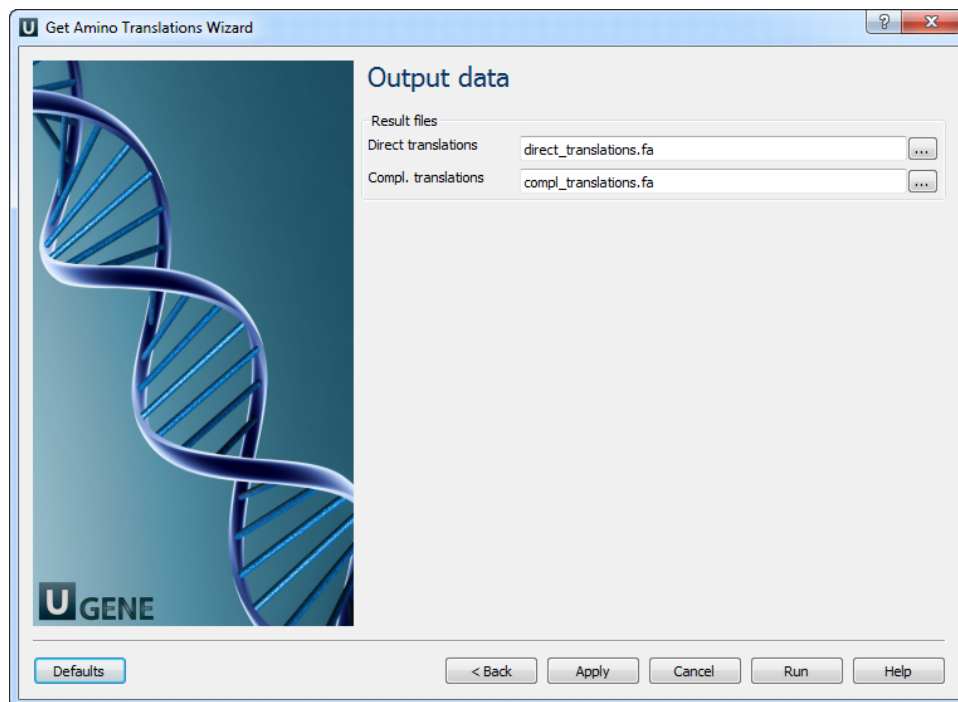 U Get Amino Translations Wizard
Output data
Result files
Direct translations direct_translations.fa ...
Compl. translations compl_translations.fa ...
U GENE
Defaults < Back Apply Cancel Run Help